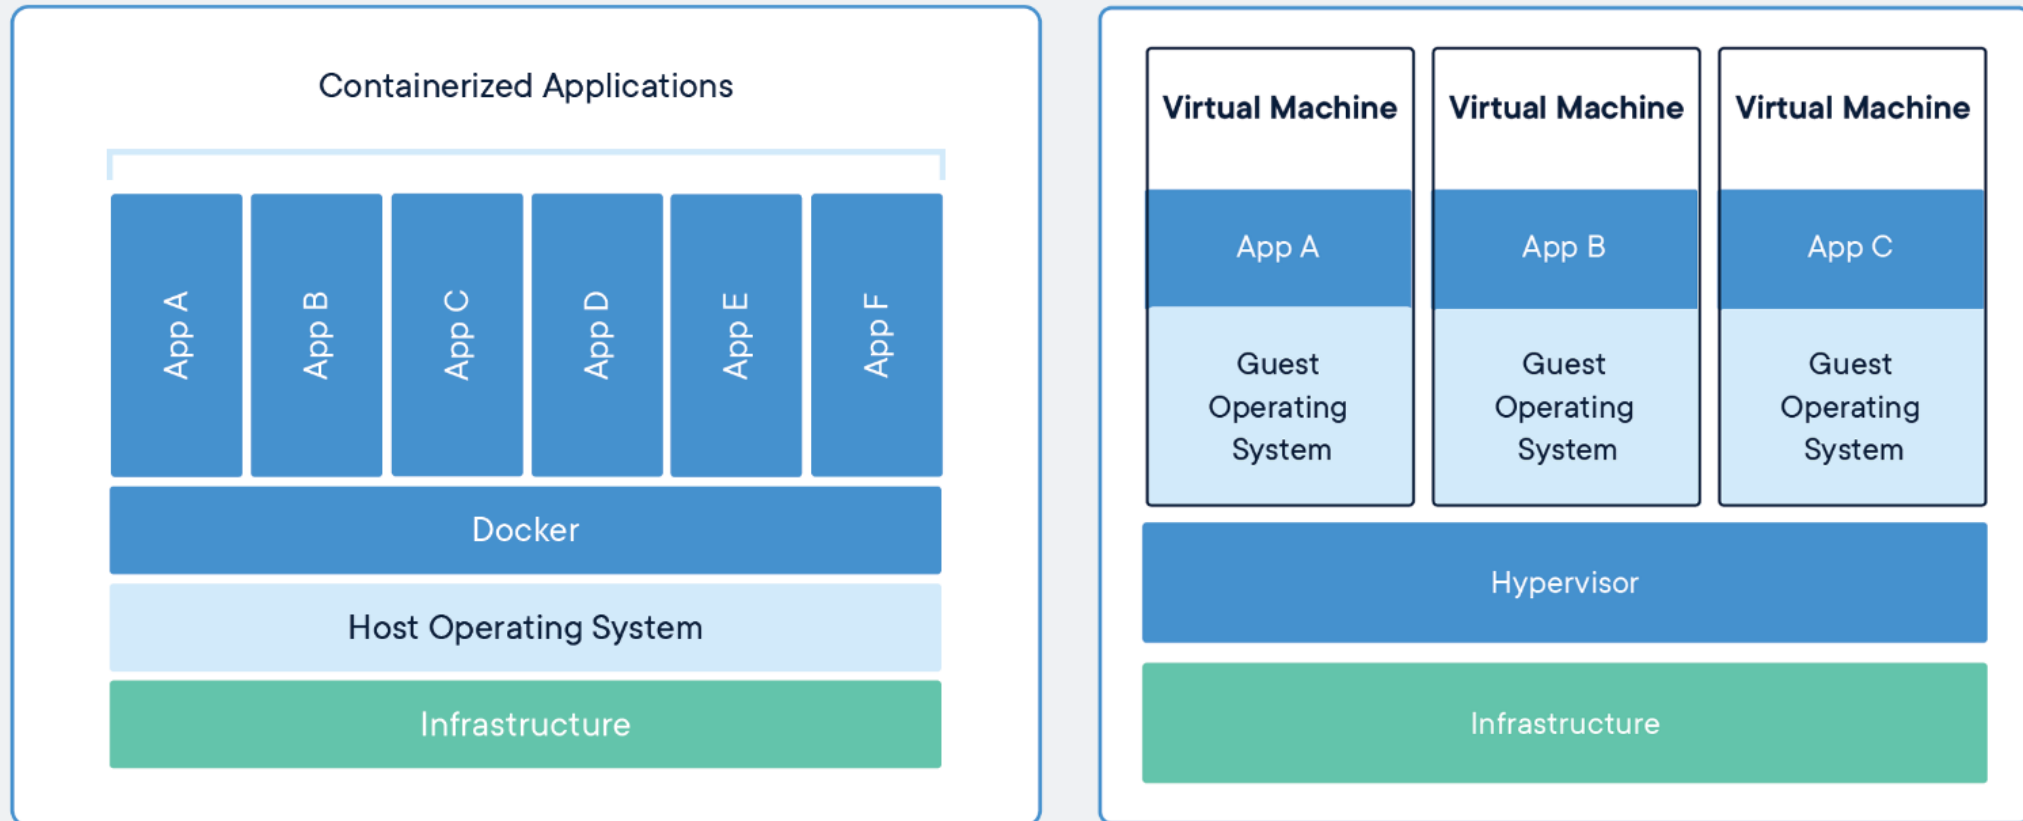 Containerized Applications
App A
App B
App C
App D
App E
App F
Docker
Host Operating System
Infrastructure
Virtual Machine
App A
Guest
Operating
System
Virtual Machine
App B
Guest
Operating
System
Virtual Machine
App C
Guest
Operating
System
Hypervisor
Infrastructure